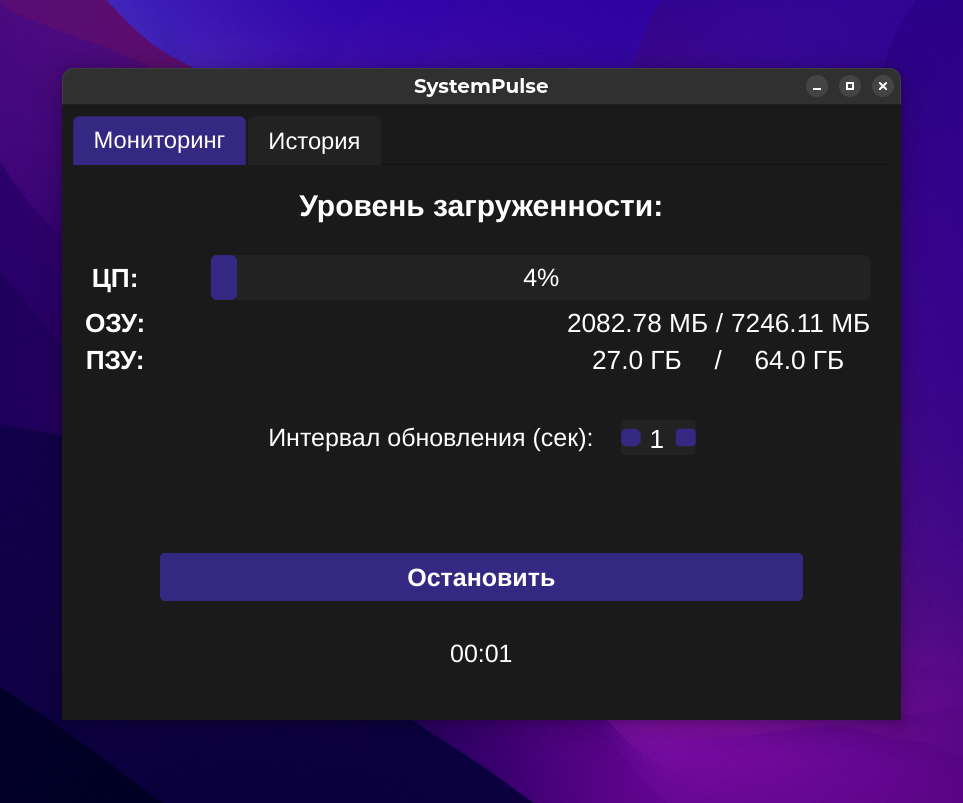 SystemPulse
Мониторинг История
Уровень загруженности:
ЦП: 4%
ОЗУ: 2082.78 МБ / 7246.11 МБ
ПЗУ: 27.0 ГБ / 64.0 ГБ
Интервал обновления (сек): 1
Остановить
00:01